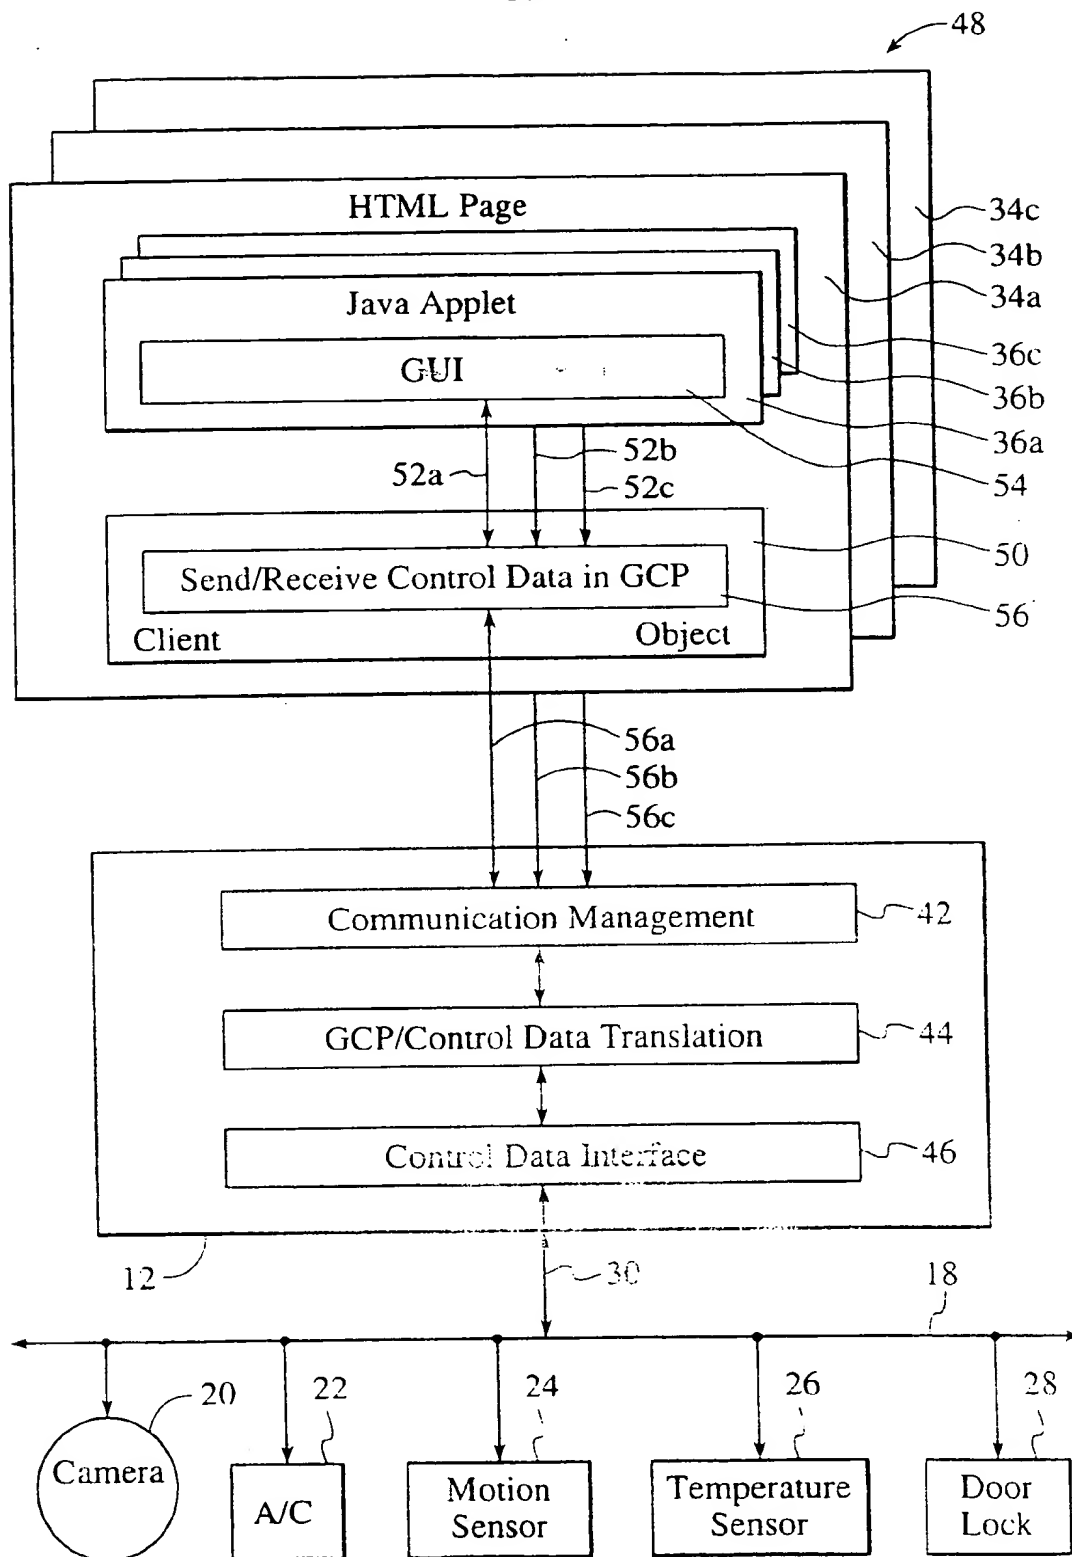 48
HTML Page
34c
34b
34a
Java Applet
36c
GUI
36b
36a
52a
52b
54
52c
50
Send/Receive Control Data in GCP
56
Client
Object
56a
56b
56c
Communication Management
42
GCP/Control Data Translation
44
Control Data Interface
46
12
30
18
20
22
24
26
28
Camera
A/C
Motion
Sensor
Temperature
Sensor
Door
Lock